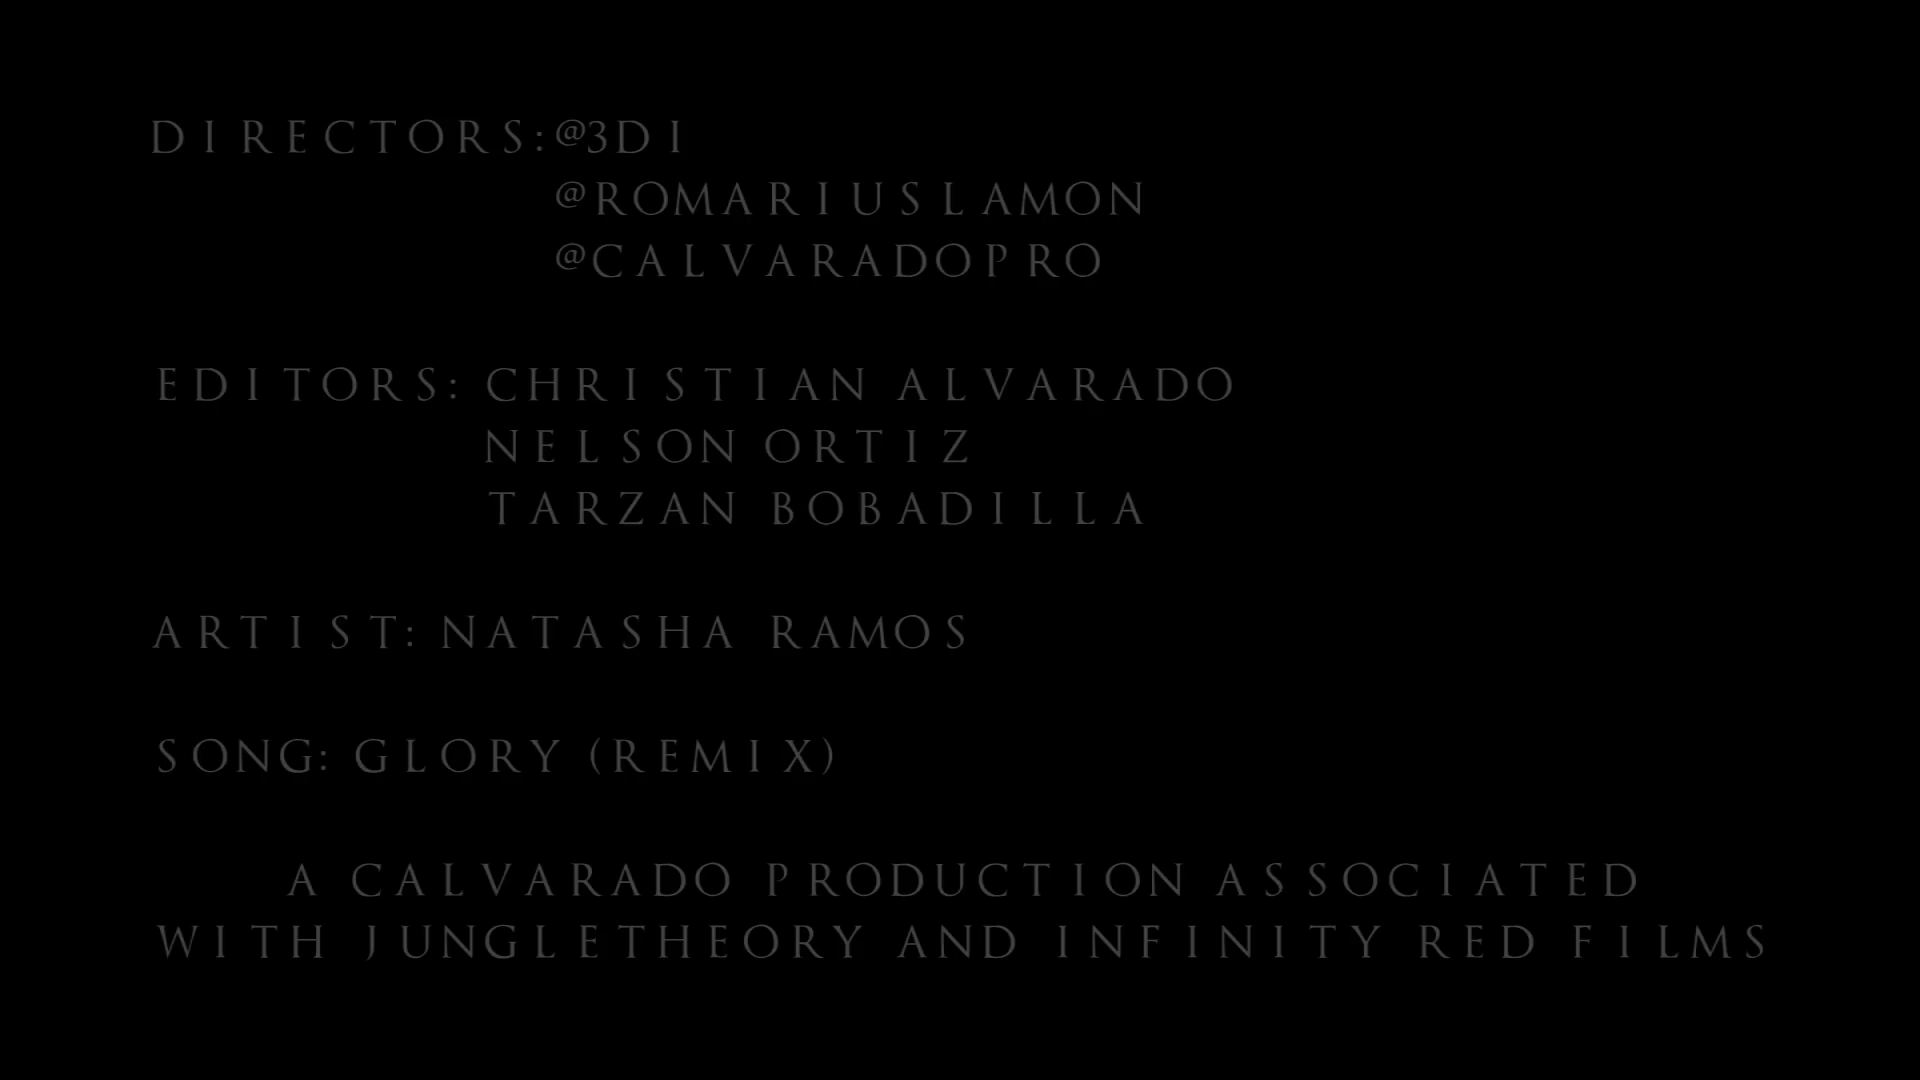 DIRECTORS:@3DI
@ROMARIUSLAMON
@CALVARADOPRO
EDITORS: CHRISTIAN ALVARADO
NELSON ORTIZ
TARZAN BOBADILLA
ARTIST: NATASHA RAMOS
SONG: GLORY (REMIX)
A CALVARADO PRODUCTION ASSOCIATED
WITH JUNGLETHEORY AND INFINITY RED FILMS